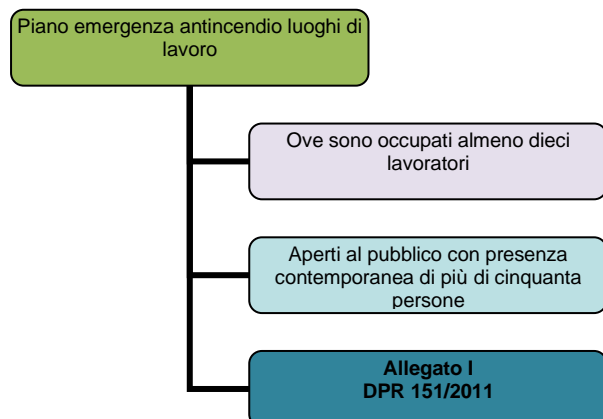 Piano emergenza antincendio luoghi di
lavoro
Ove sono occupati almeno dieci
lavoratori
Aperti al pubblico con presenza
contemporanea di più di cinquanta
persone
Allegato I
DPR 151/2011